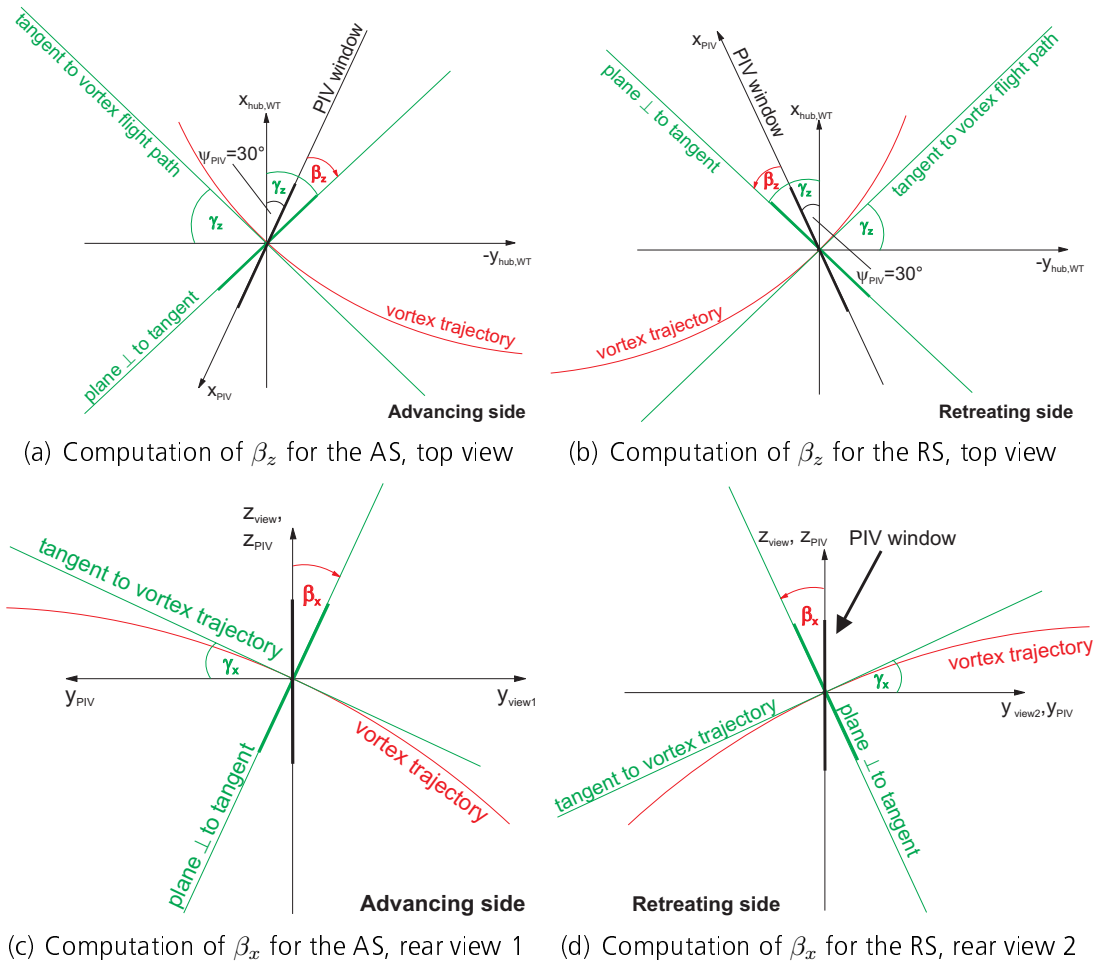 tangent to vortex flight path
x_hub,WT
PIV window
ψ_PIV=30°
γ_z
β_z
γ_z
-y_hub,WT
plane ⊥ to tangent
vortex trajectory
x_PIV
Advancing side
(a) Computation of β_z for the AS, top view
x_PIV
PIV window
plane ⊥ to tangent
x_hub,WT
tangent to vortex flight path
β_z
γ_z
γ_z
-y_hub,WT
ψ_PIV=30°
vortex trajectory
Retreating side
(b) Computation of β_z for the RS, top view
z_view,
z_PIV
tangent to vortex trajectory
β_x
γ_x
y_PIV
y_view1
vortex trajectory
plane ⊥ to tangent
Advancing side
(c) Computation of β_x for the AS, rear view 1
z_view, z_PIV
PIV window
β_x
vortex trajectory
γ_x
y_view2,y_PIV
tangent to vortex trajectory
plane ⊥ to tangent
Retreating side
(d) Computation of β_x for the RS, rear view 2